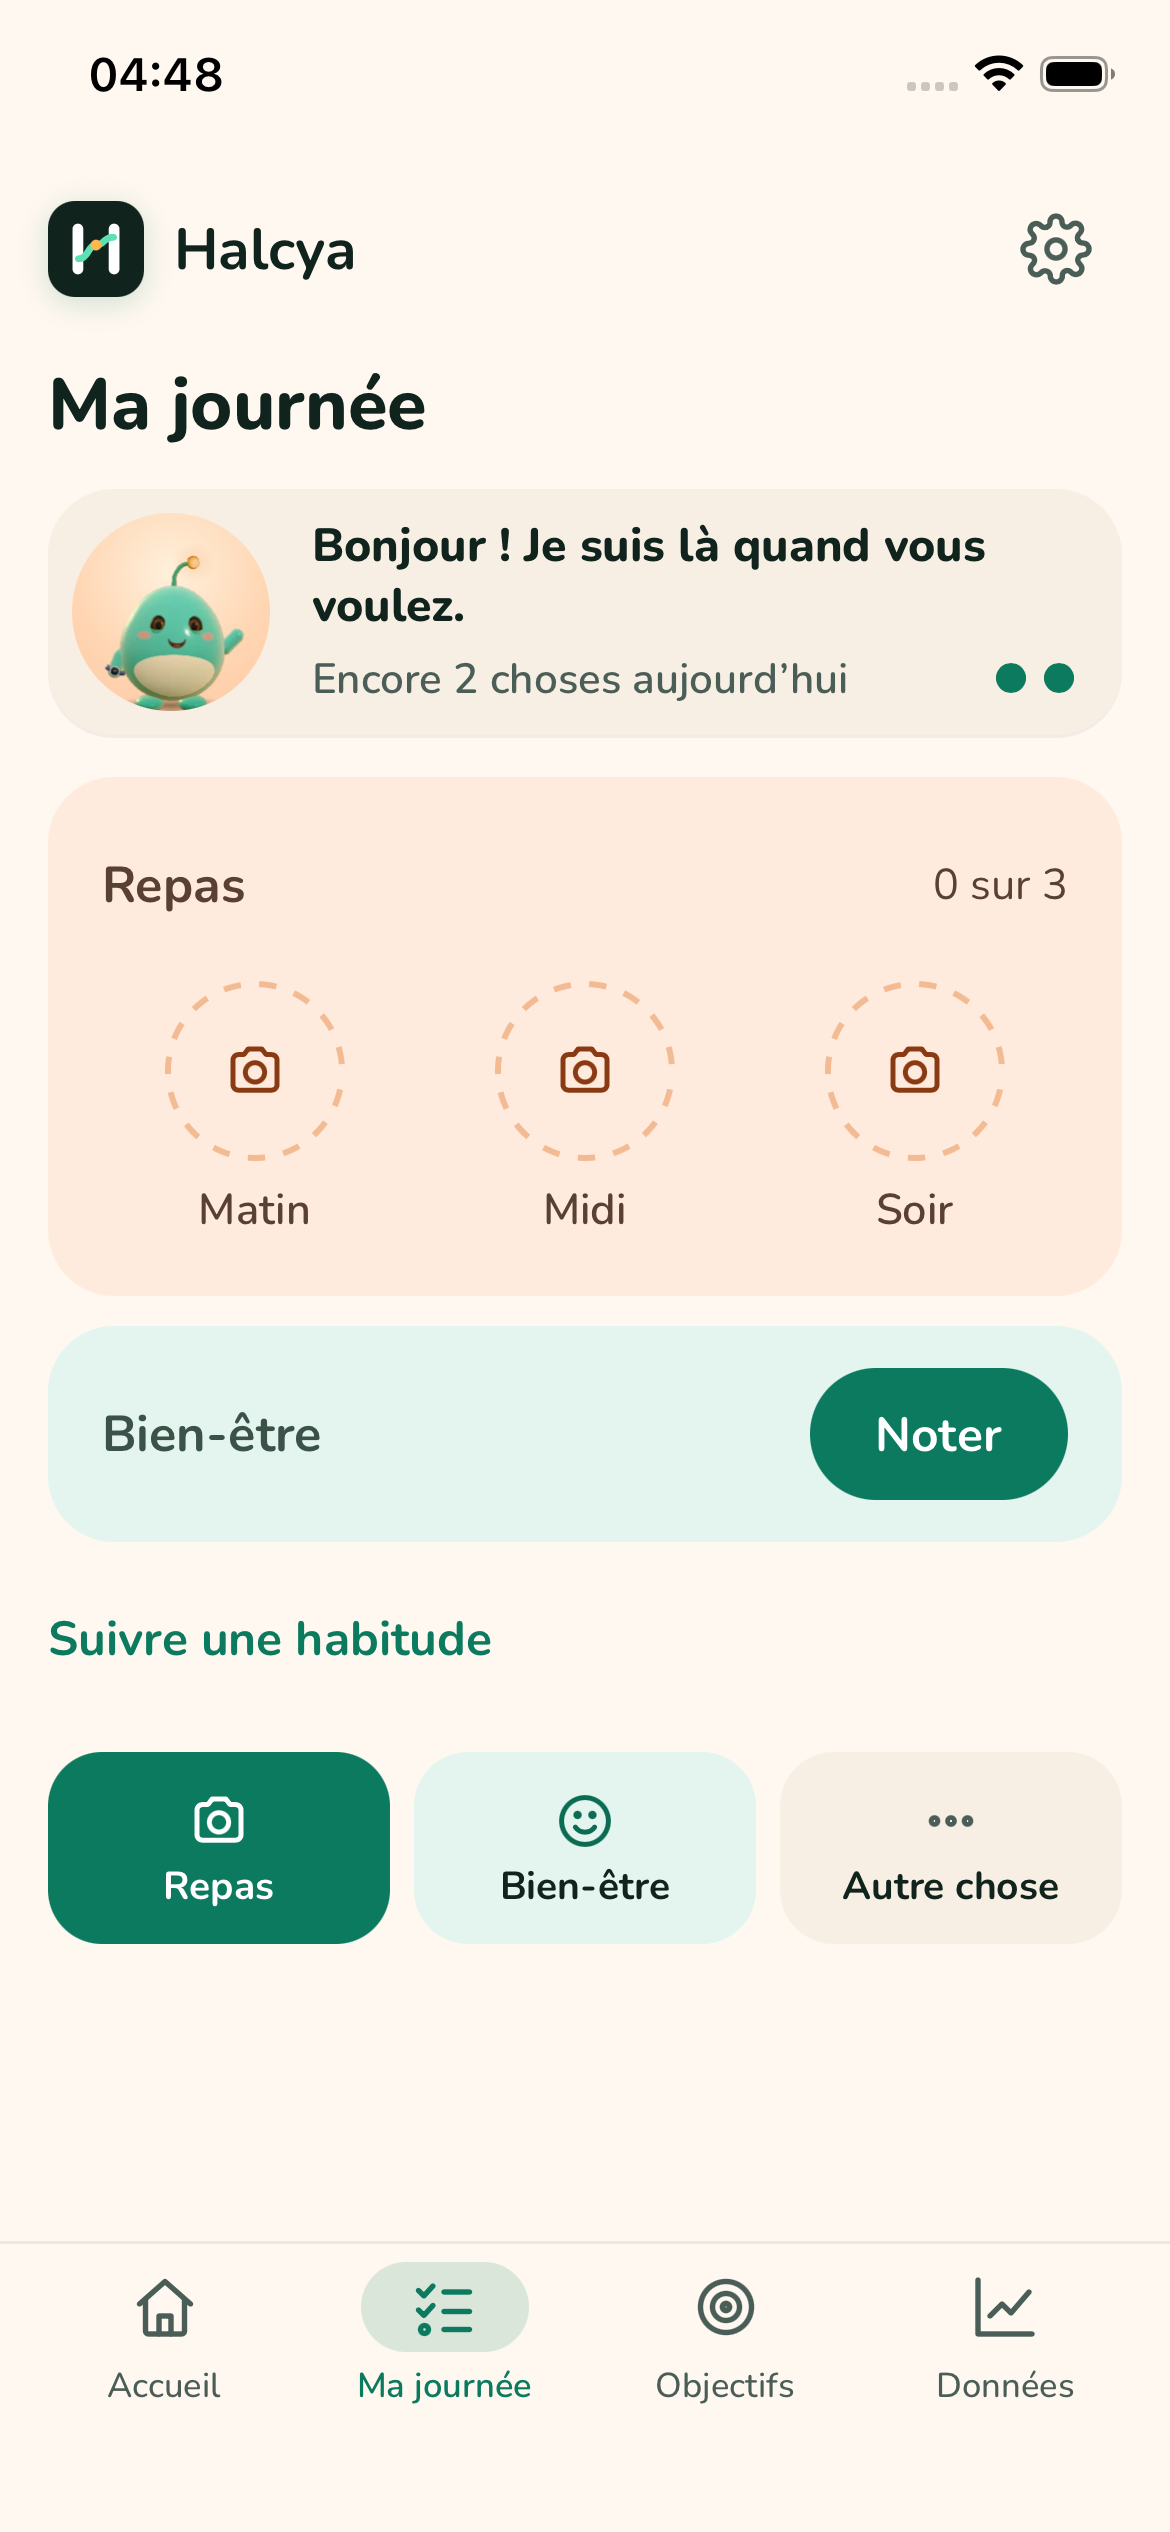 04:48
Halcya
Ma journée
Bonjour ! Je suis là quand vous
voulez.
Encore 2 choses aujourd’hui
Repas
0 sur 3
Matin
Midi
Soir
Bien-être
Noter
Suivre une habitude
Repas
Bien-être
Autre chose
Accueil
Ma journée
Objectifs
Données